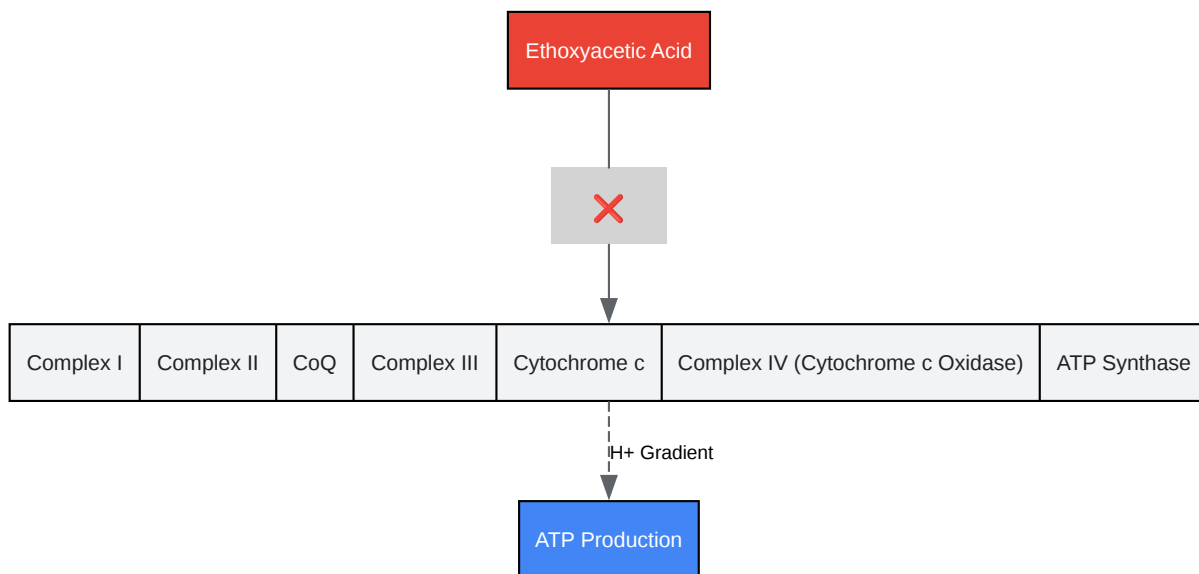 Ethoxyacetic Acid
❌
Complex I
Complex II
CoQ
Complex III
Cytochrome c
Complex IV (Cytochrome c Oxidase)
ATP Synthase
H+ Gradient
ATP Production